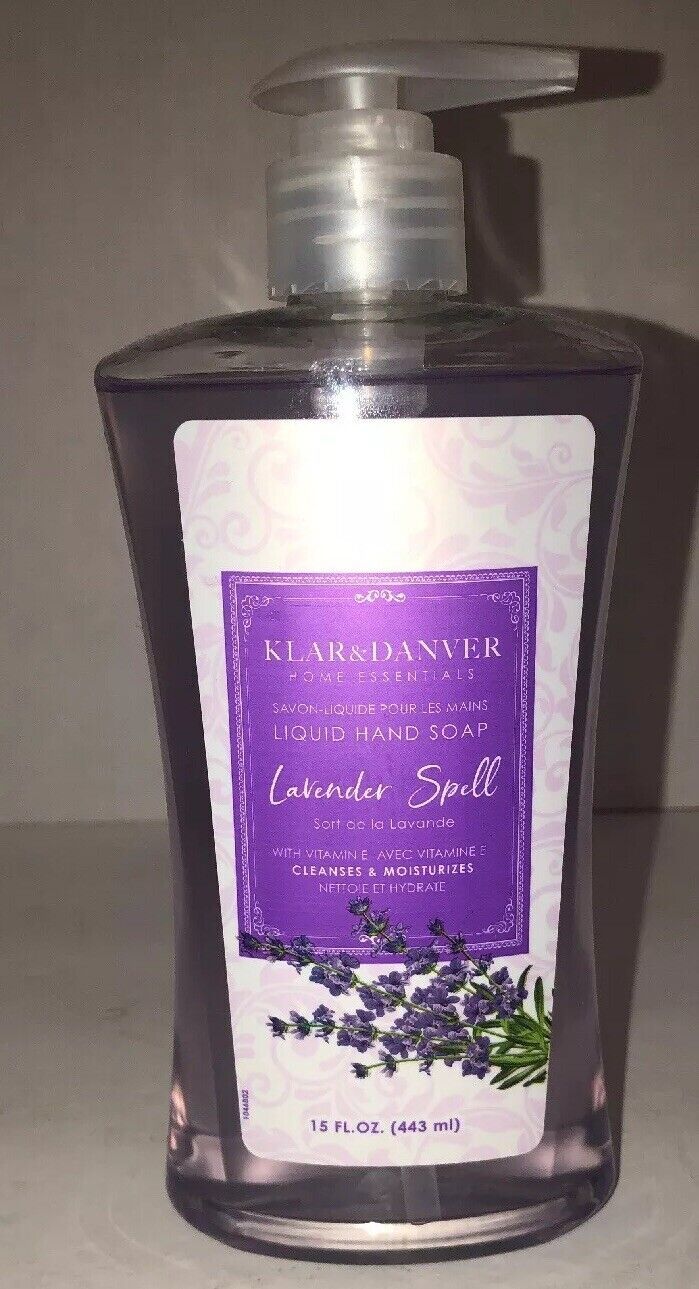 KLAR&DANVER
HOME ESSENTIALS
SAVON-LIQUIDE POUR LES MAINS
LIQUID HAND SOAP
Lavender Spell
Sort de la Lavande
WITH VITAMIN E AVEC VITAMINE E
CLEANSES & MOISTURIZES
NETTOIE ET HYDRATE
1046802
15 FL.OZ. (443 ml)